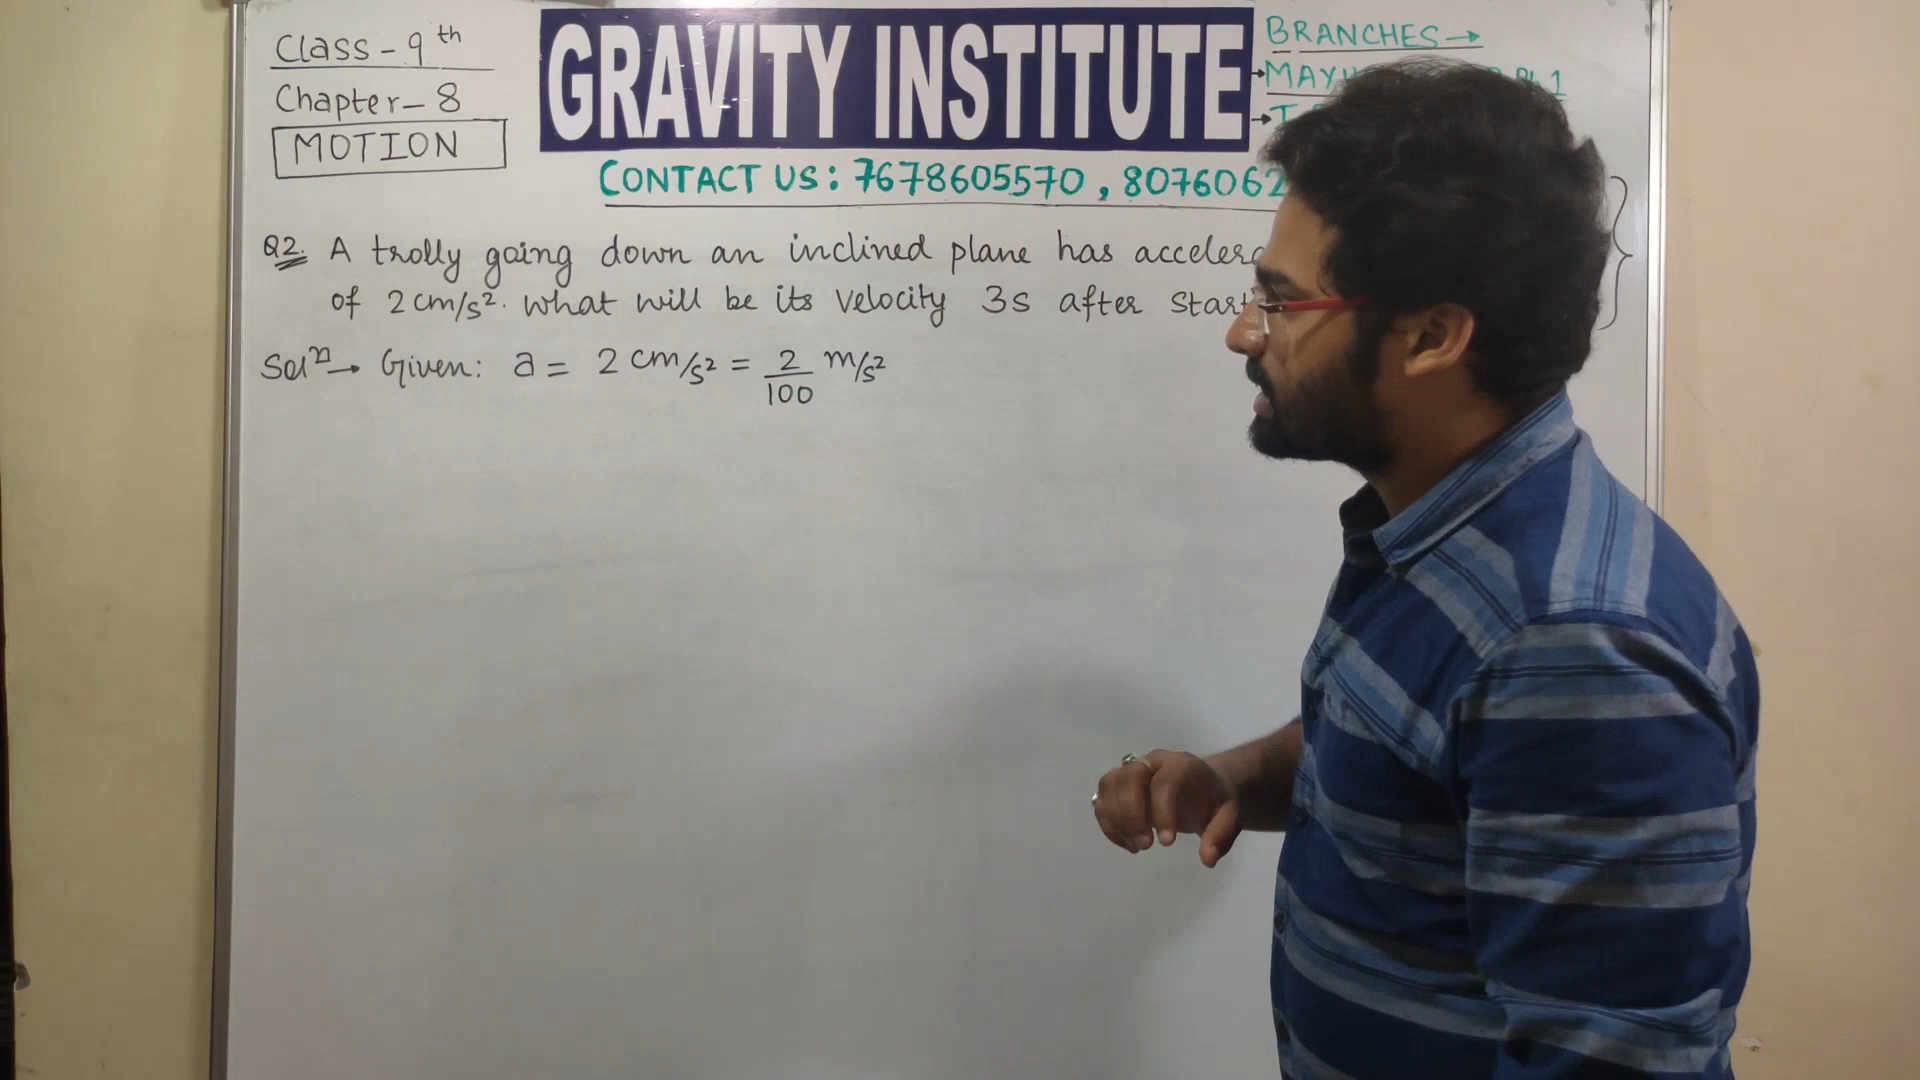 Class - 9th
Chapter - 8
MOTION
GRAVITY INSTITUTE
BRANCHES →
CONTACT US : 7678605570 , 8076062
Q2. A trolly going down an inclined plane has
of 2 cm/s². What will be its velocity 3s after
Solⁿ → Given: a = 2 cm/s² = 2/100 m/s²